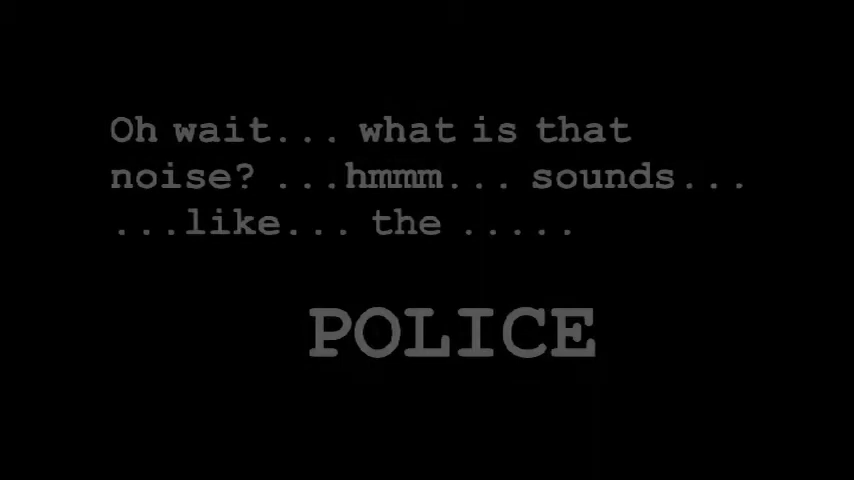 Oh wait... what is that
noise? ...hmmm... sounds...
...like... the .....
POLICE